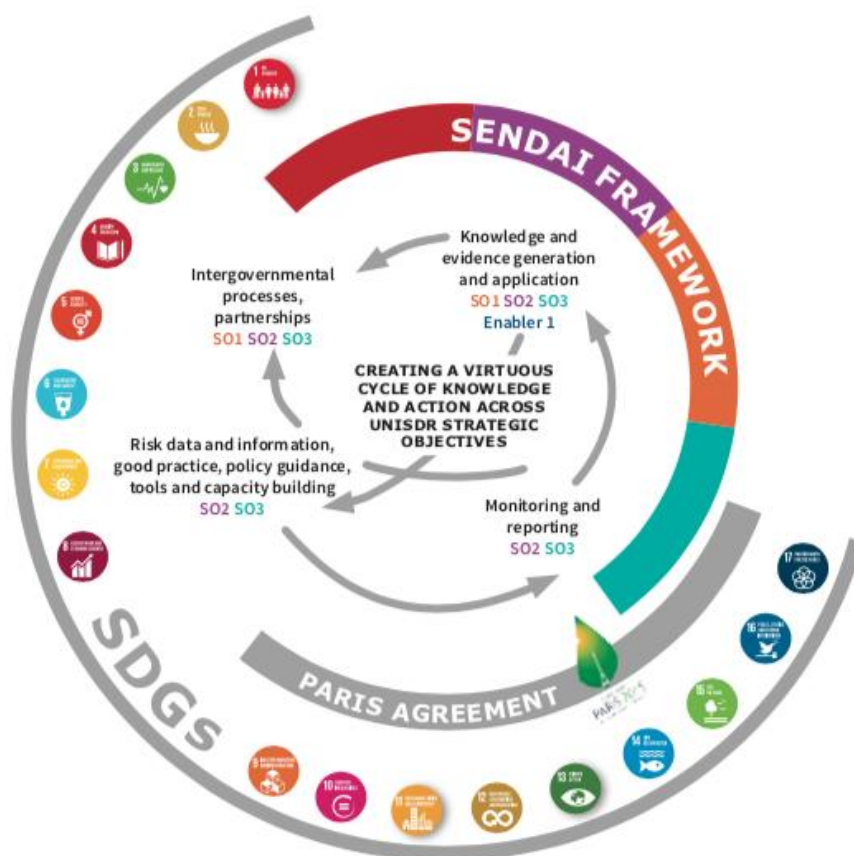 SENDAI FRAMEWORK
Knowledge and
evidence generation
and application
SO1 SO2 SO3
Enabler 1
Intergovernmental
processes,
partnerships
SO1 SO2 SO3
CREATING A VIRTUOUS
CYCLE OF KNOWLEDGE
AND ACTION ACROSS
UNISDR STRATEGIC
OBJECTIVES
Risk data and information,
good practice, policy guidance,
tools and capacity building
SO2 SO3
Monitoring and
reporting
SO2 SO3
PARIS AGREEMENT
SDGS
1
2
3
4
5
6
7
8
9
10
11
12
13
14
15
16
17